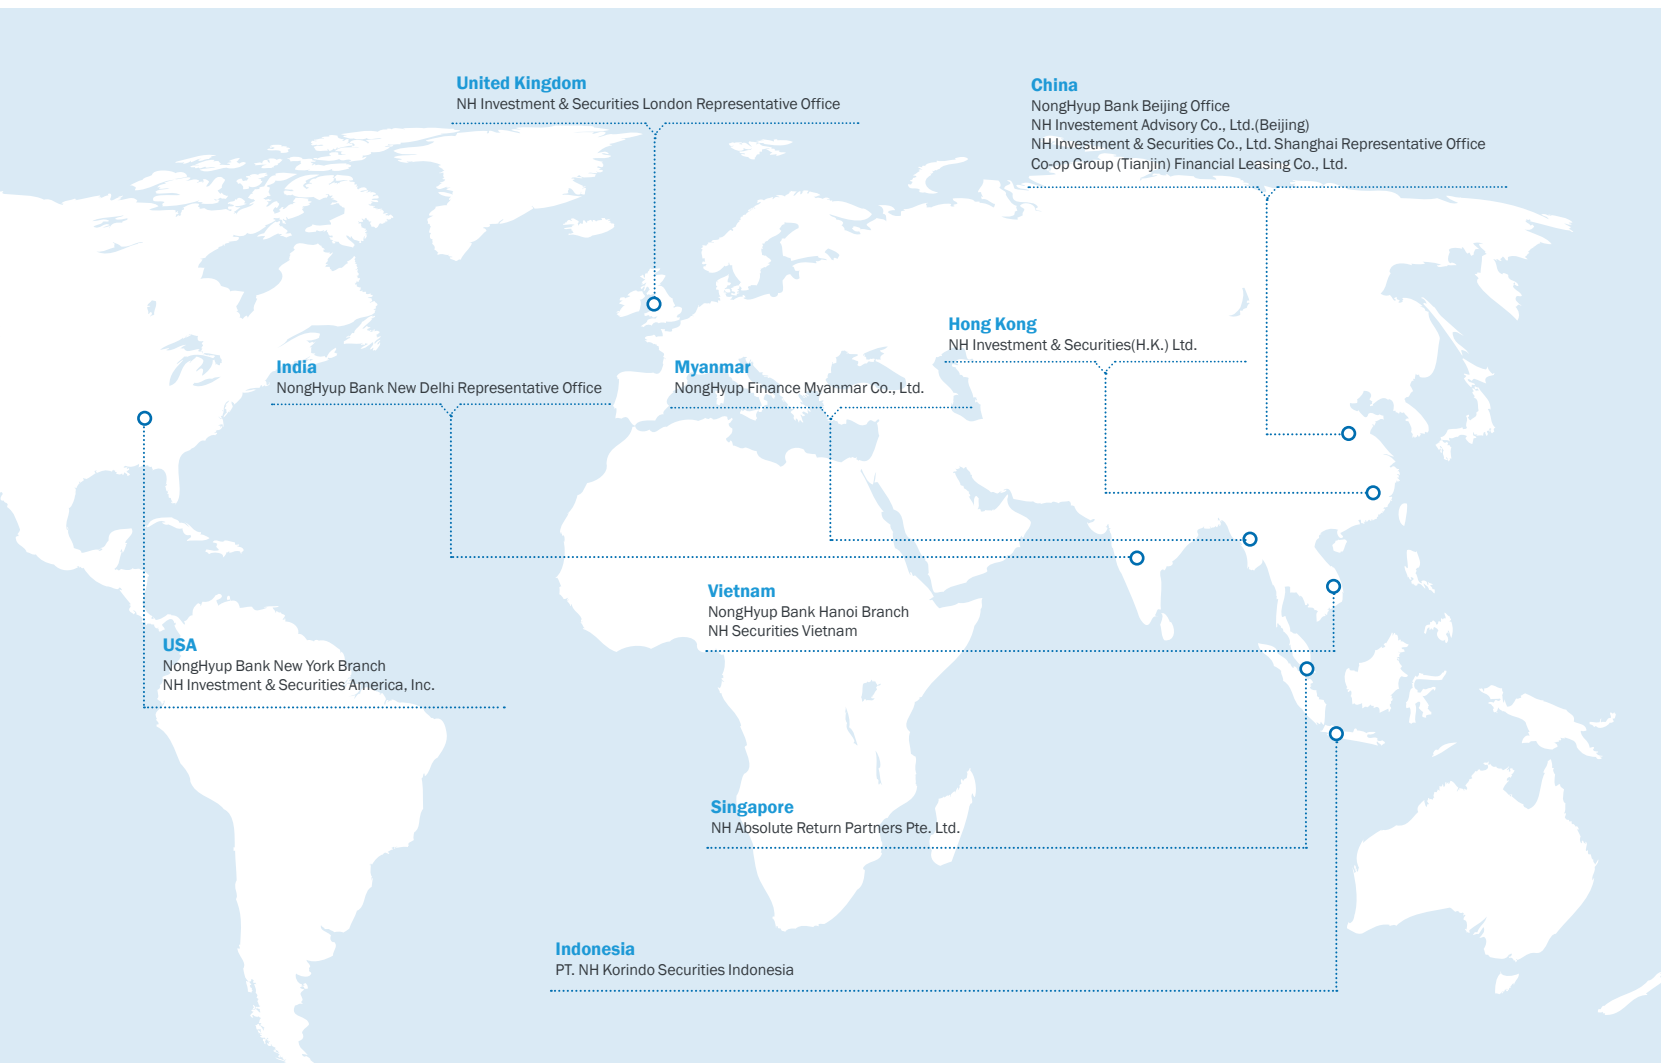 United Kingdom
NH Investment & Securities London Representative Office
China
NongHyup Bank Beijing Office
NH Investement Advisory Co., Ltd.(Beijing)
NH Investment & Securities Co., Ltd. Shanghai Representative Office
Co-op Group (Tianjin) Financial Leasing Co., Ltd.
Hong Kong
NH Investment & Securities(H.K.) Ltd.
India
NongHyup Bank New Delhi Representative Office
Myanmar
NongHyup Finance Myanmar Co., Ltd.
Vietnam
NongHyup Bank Hanoi Branch
NH Securities Vietnam
USA
NongHyup Bank New York Branch
NH Investment & Securities America, Inc.
Singapore
NH Absolute Return Partners Pte. Ltd.
Indonesia
PT. NH Korindo Securities Indonesia